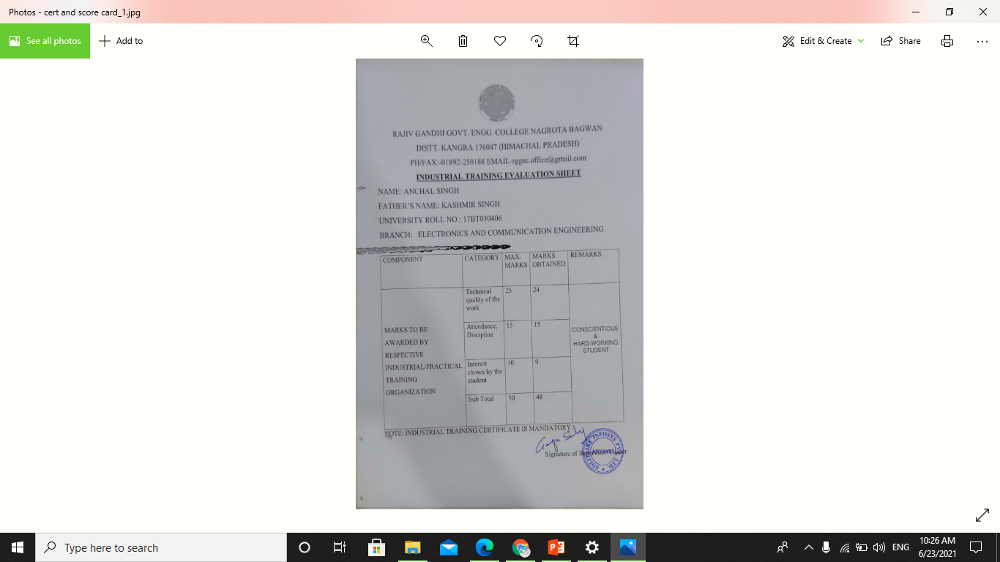 Photos - cert and score card_1.jpg
See all photos
Add to
Edit & Create
Share
RAJIV GANDHI GOVT. ENGG. COLLEGE NAGROTA BAGWAN
DISTT. KANGRA 176047 (HIMACHAL PRADESH)
PH/FAX:-01892-250188 EMAIL-rggec.office@gmail.com
INDUSTRIAL TRAINING EVALUATION SHEET
NAME: ANCHAL SINGH
FATHER'S NAME: KASHMIR SINGH
UNIVERSITY ROLL NO.: 17BT030406
BRANCH: ELECTRONICS AND COMMUNICATION ENGINEERING
COMPONENT CATEGORY MAX. MARKS MARKS OBTAINED REMARKS
MARKS TO BE
AWARDED BY
RESPECTIVE
INDUSTRIAL/PRACTICAL
TRAINING
ORGANIZATION
Technical quality of the work 25 24
Attendance, Discipline 15 15
Interest shown by the student 10 9
Sub Total 50 48
CONSCIENTIOUS
&
HARD-WORKING
STUDENT
NOTE: INDUSTRIAL TRAINING CERTIFICATE IS MANDATORY.
Signature of Supervisor/Trainer
SOLITAIRE INFOSYS PVT. LTD.
MOHALI
Type here to search
ENG
10:26 AM
6/23/2021